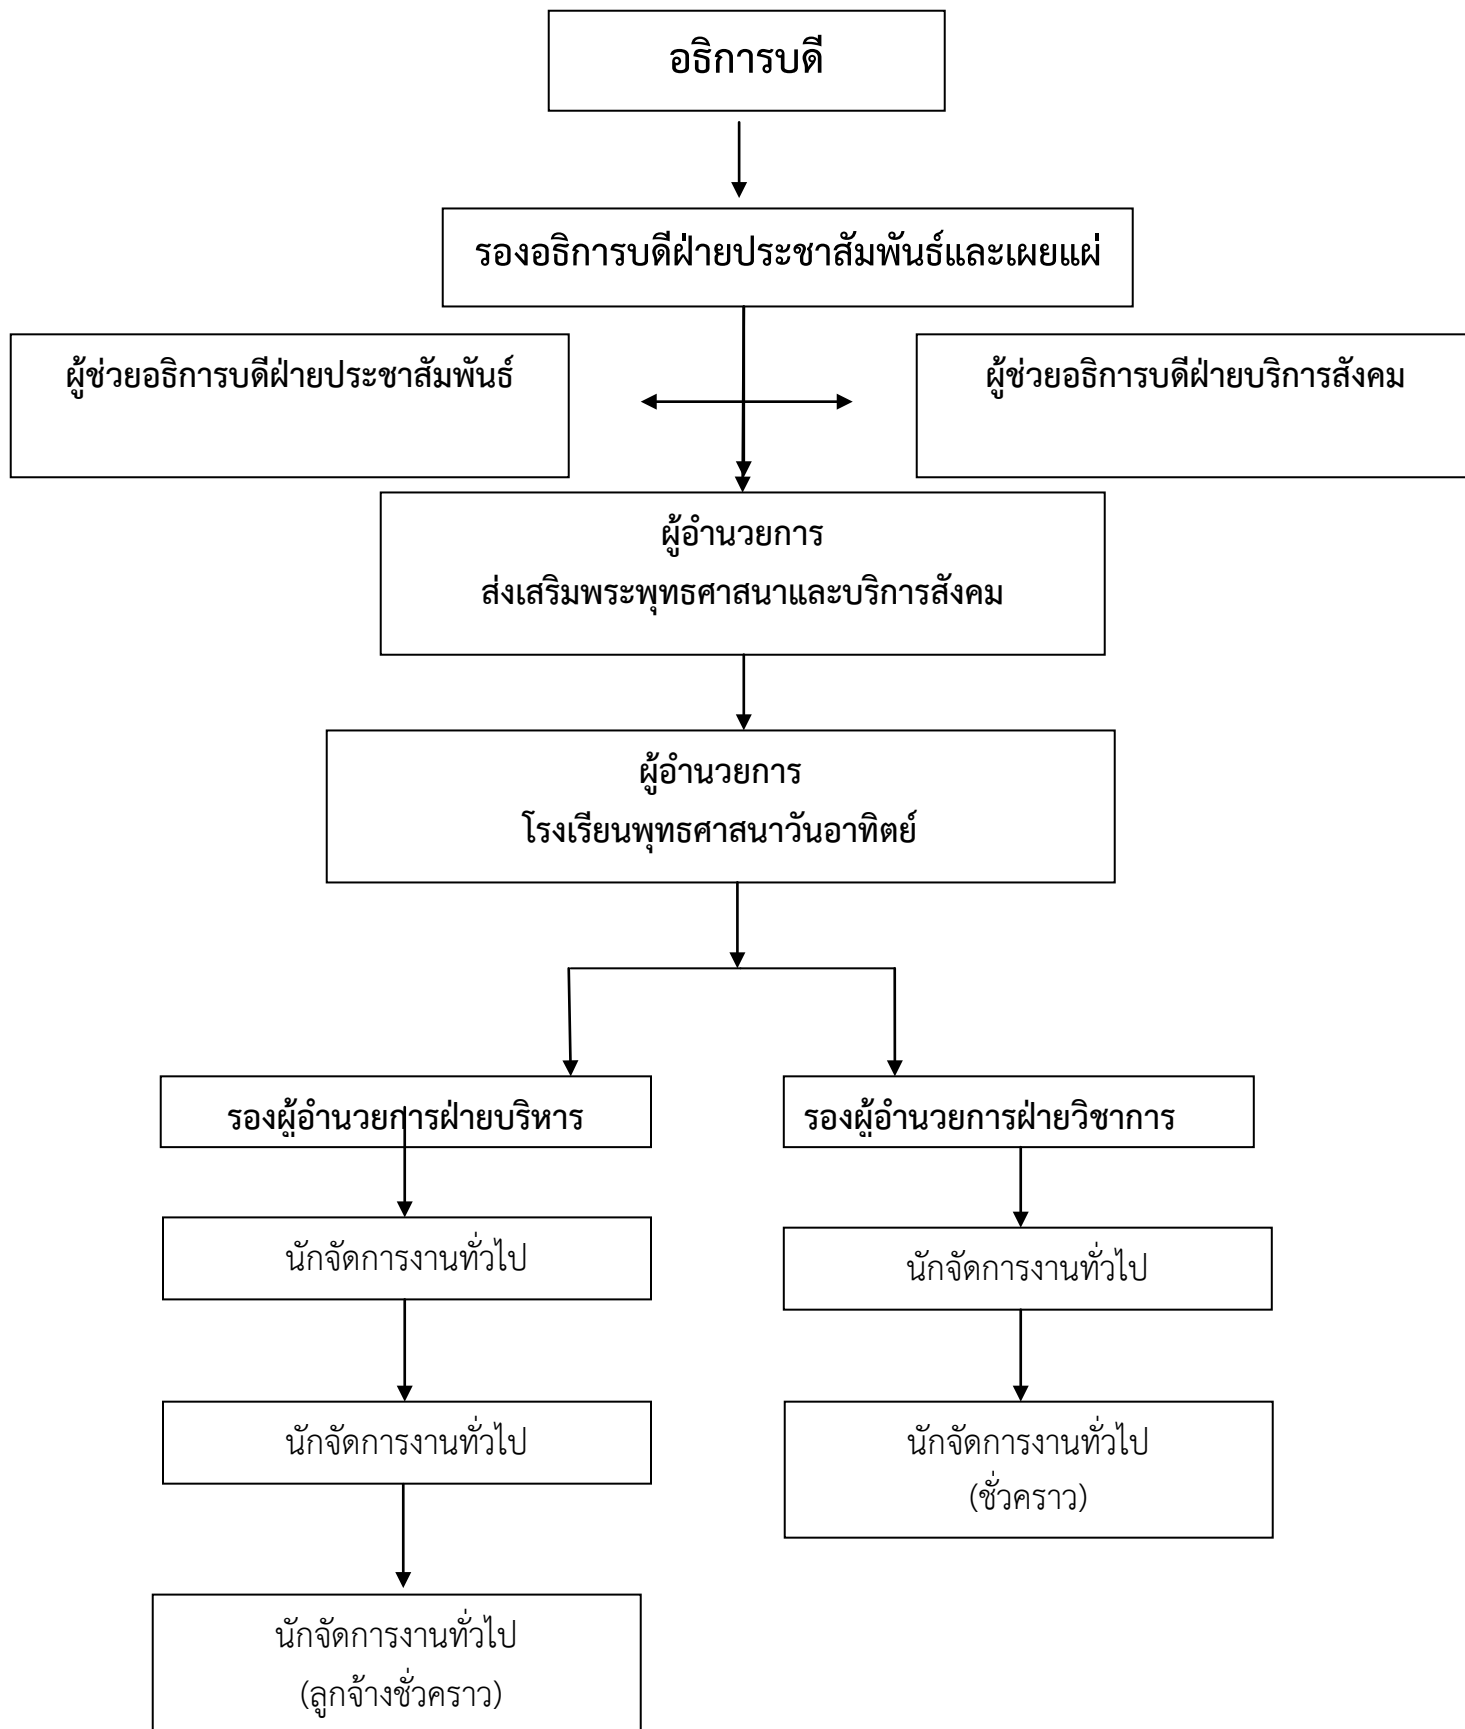 อธิการบดี
รองอธิการบดีฝ่ายประชาสัมพันธ์และเผยแผ่
ผู้ช่วยอธิการบดีฝ่ายประชาสัมพันธ์
ผู้ช่วยอธิการบดีฝ่ายบริการสังคม
ผู้อำนวยการ
ส่งเสริมพระพุทธศาสนาและบริการสังคม
ผู้อำนวยการ
โรงเรียนพุทธศาสนาวันอาทิตย์
รองผู้อำนวยการฝ่ายบริหาร
รองผู้อำนวยการฝ่ายวิชาการ
นักจัดการงานทั่วไป
นักจัดการงานทั่วไป
นักจัดการงานทั่วไป
นักจัดการงานทั่วไป
(ชั่วคราว)
นักจัดการงานทั่วไป
(ลูกจ้างชั่วคราว)